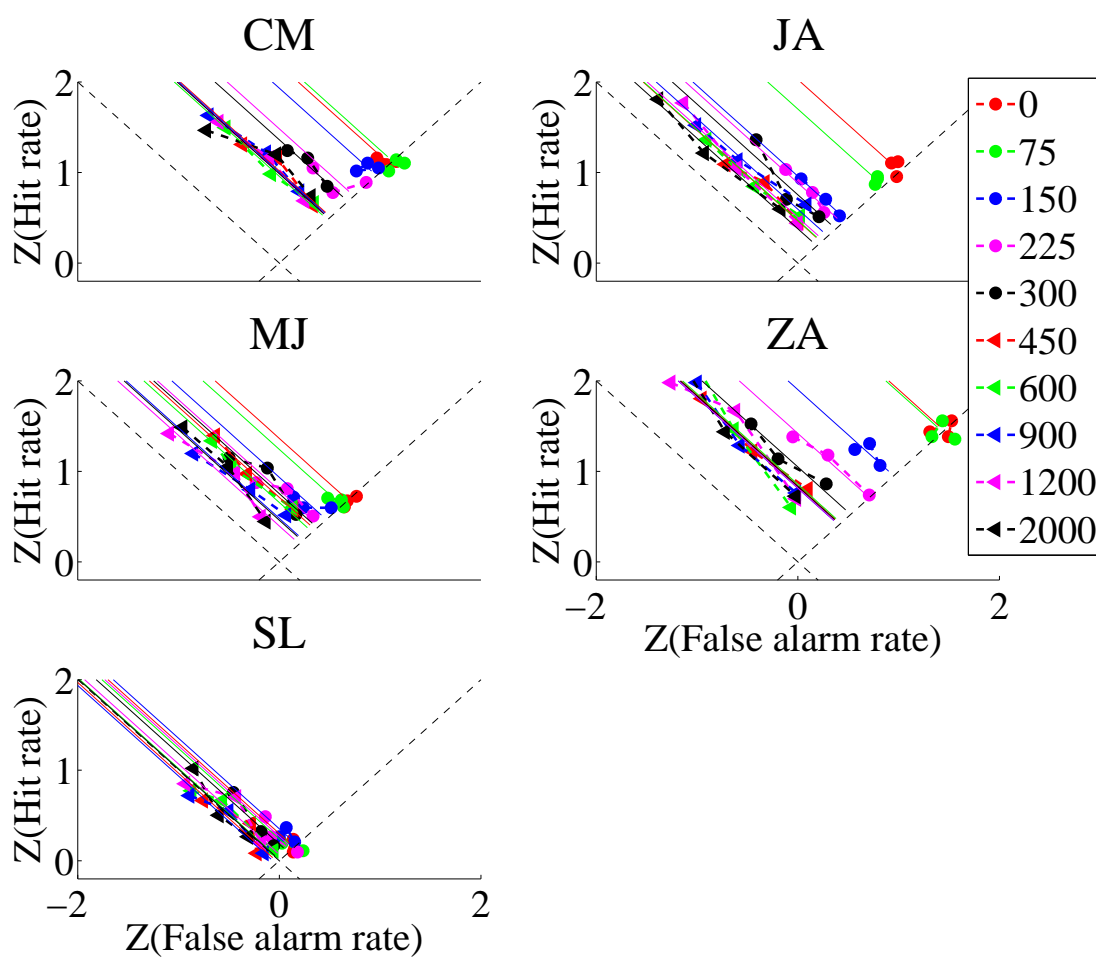 CM
2
1
0
Z(Hit rate)
JA
2
1
0
Z(Hit rate)
0
75
150
225
300
450
600
900
1200
2000
MJ
2
1
0
Z(Hit rate)
ZA
2
1
0
Z(Hit rate)
−2 0 2
Z(False alarm rate)
SL
2
1
0
Z(Hit rate)
−2 0 2
Z(False alarm rate)